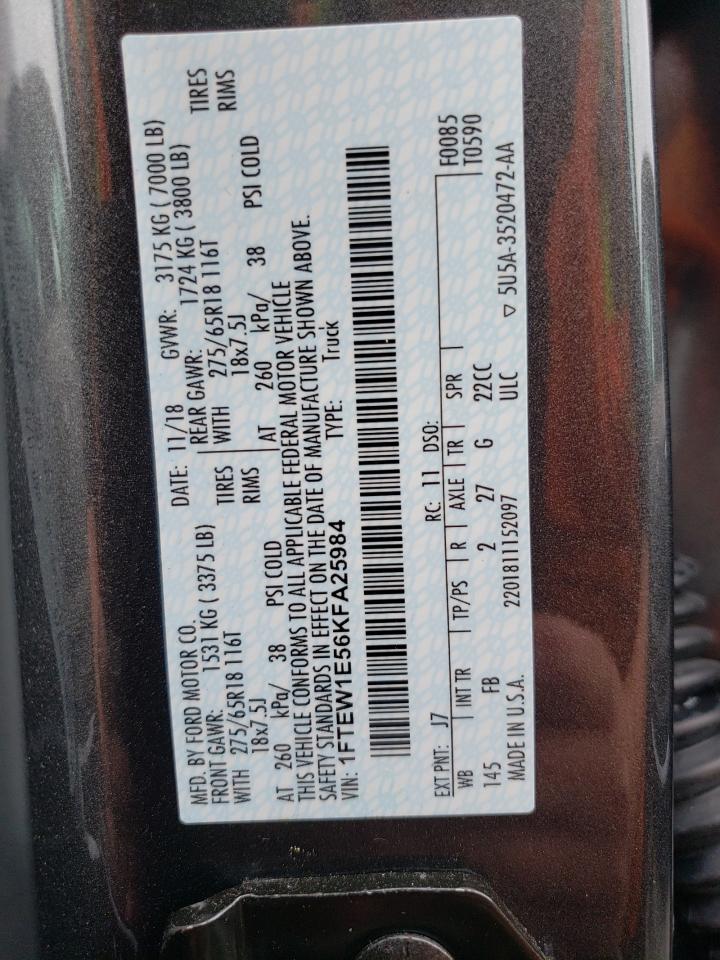 MFD. BY FORD MOTOR CO. DATE: 11/18 GVWR: 3175 KG ( 7000 LB)
FRONT GAWR: 1531 KG ( 3375 LB) REAR GAWR: 1724 KG ( 3800 LB)
WITH 275/65R18 116T TIRES WITH 275/65R18 116T TIRES
18x7.5J RIMS 18x7.5J RIMS
AT 260 kPa/ 38 PSI COLD AT 260 kPa/ 38 PSI COLD
THIS VEHICLE CONFORMS TO ALL APPLICABLE FEDERAL MOTOR VEHICLE
SAFETY STANDARDS IN EFFECT ON THE DATE OF MANUFACTURE SHOWN ABOVE.
VIN: 1FTEW1E56KFA25984 TYPE: Truck
EXT PNT: J7 RC: 11 DSO: F0085
WB INT TR TP/PS R AXLE TR SPR T0590
145 FB 2 27 G 22CC
MADE IN U.S.A. 2201811152097 ULC ▽ 5U5A-3520472-AA